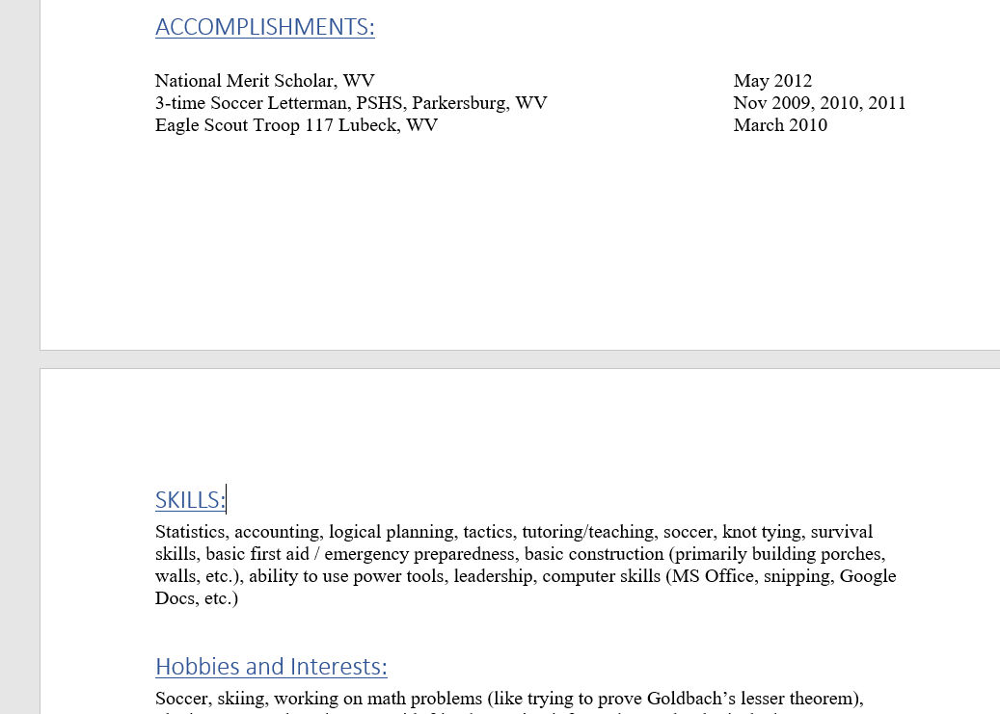 ACCOMPLISHMENTS:
National Merit Scholar, WV May 2012
3-time Soccer Letterman, PSHS, Parkersburg, WV Nov 2009, 2010, 2011
Eagle Scout Troop 117 Lubeck, WV March 2010
SKILLS:
Statistics, accounting, logical planning, tactics, tutoring/teaching, soccer, knot tying, survival
skills, basic first aid / emergency preparedness, basic construction (primarily building porches,
walls, etc.), ability to use power tools, leadership, computer skills (MS Office, snipping, Google
Docs, etc.)
Hobbies and Interests:
Soccer, skiing, working on math problems (like trying to prove Goldbach's lesser theorem),